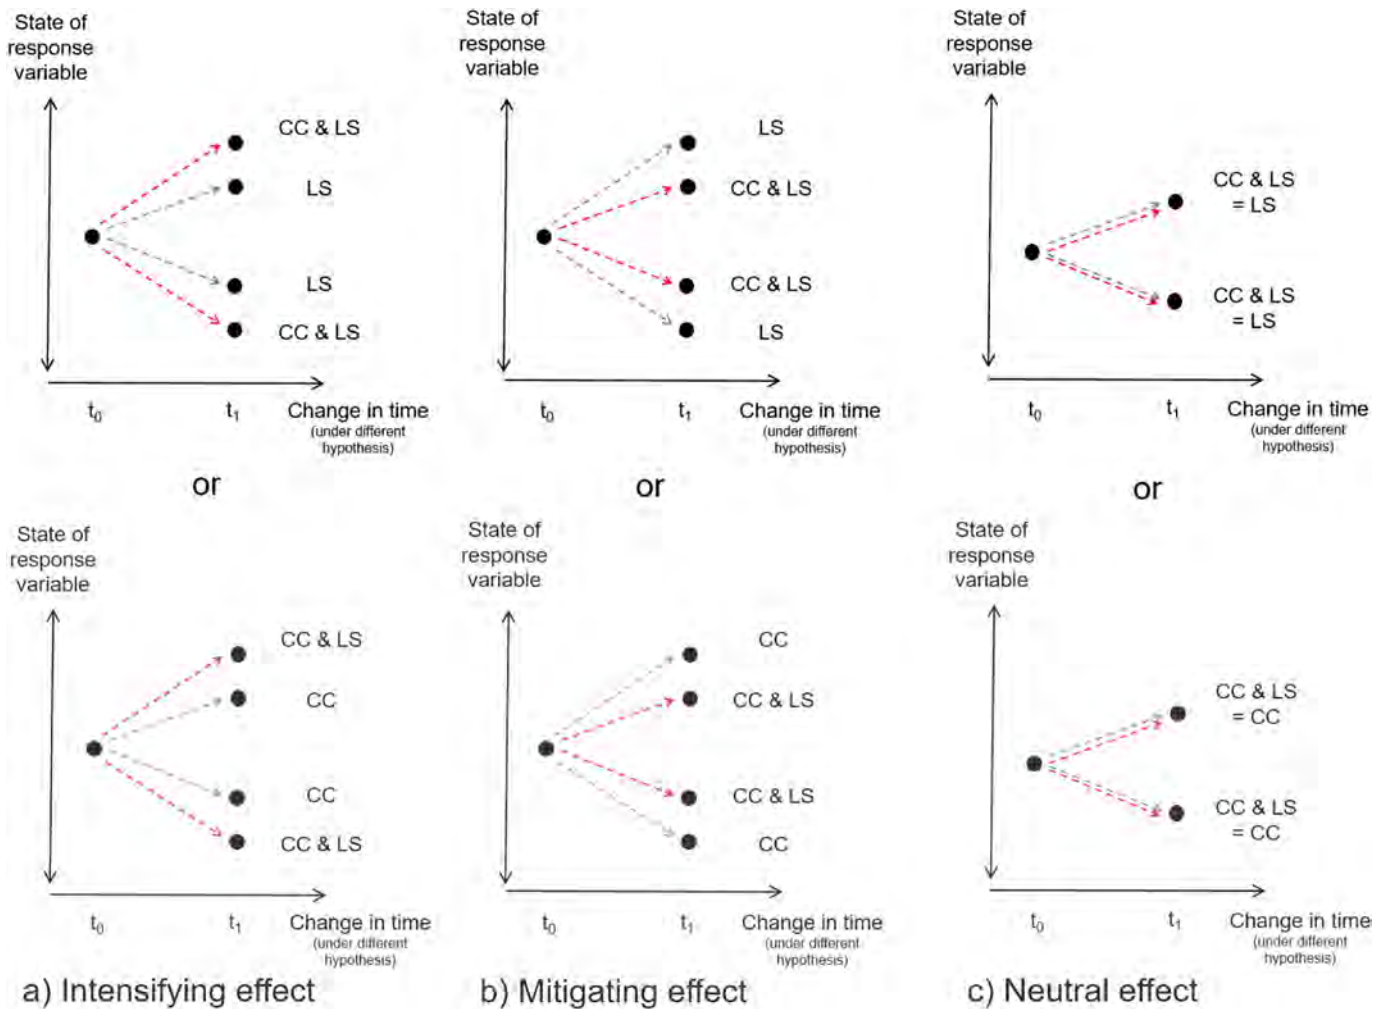 State of
response
variable
CC & LS
LS
LS
CC & LS
t0
t1
Change in time
(under different
hypothesis)
State of
response
variable
LS
CC & LS
CC & LS
LS
t0
t1
Change in time
(under different
hypothesis)
State of
response
variable
CC & LS
= LS
CC & LS
= LS
t0
t1
Change in time
(under different
hypothesis)
or
or
or
State of
response
variable
CC & LS
CC
CC
CC & LS
t0
t1
Change in time
(under different
hypothesis)
State of
response
variable
CC
CC & LS
CC & LS
CC
t0
t1
Change in time
(under different
hypothesis)
State of
response
variable
CC & LS
= CC
CC & LS
= CC
t0
t1
Change in time
(under different
hypothesis)
a) Intensifying effect
b) Mitigating effect
c) Neutral effect